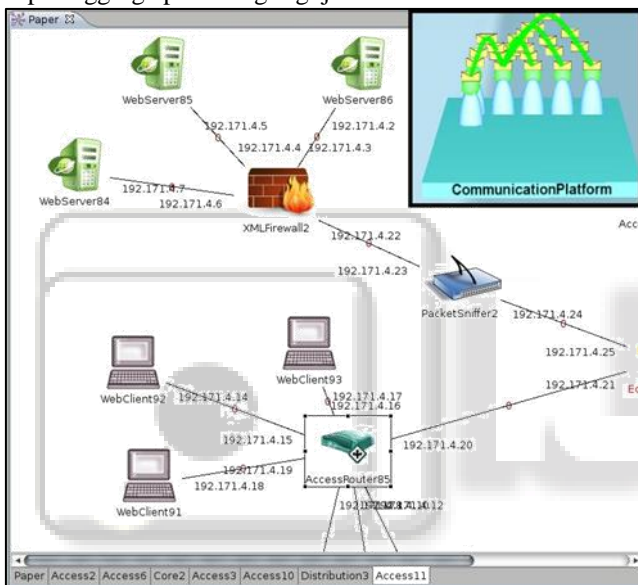 Paper
WebServer85
WebServer86
192.171.4.5
192.171.4.2
192.171.4.4
192.171.4.3
WebServer84
192.171.4.7
192.171.4.6
XMLFirewall2
CommunicationPlatform
192.171.4.22
192.171.4.23
PacketSniffer2
192.171.4.24
192.171.4.25
192.171.4.21
WebClient93
WebClient92
192.171.4.14
192.171.4.17
192.171.4.16
192.171.4.15
192.171.4.20
192.171.4.19
192.171.4.18
AccessRouter85
WebClient91
Paper Access2 Access6 Core2 Access3 Access10 Distribution3 Access11